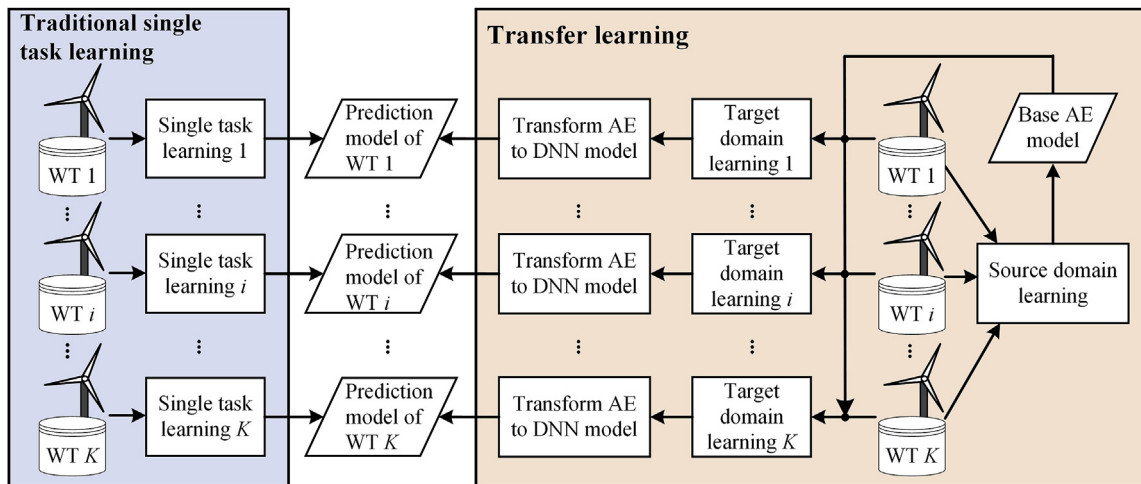 Traditional single
task learning
Transfer learning
WT 1
Single task
learning 1
Prediction
model of
WT 1
Transform AE
to DNN model
Target
domain
learning 1
WT 1
Base AE
model
...
...
...
...
...
...
WT i
Single task
learning i
Prediction
model of
WT i
Transform AE
to DNN model
Target
domain
learning i
WT i
Source domain
learning
...
...
...
...
...
...
WT K
Single task
learning K
Prediction
model of
WT K
Transform AE
to DNN model
Target
domain
learning K
WT K